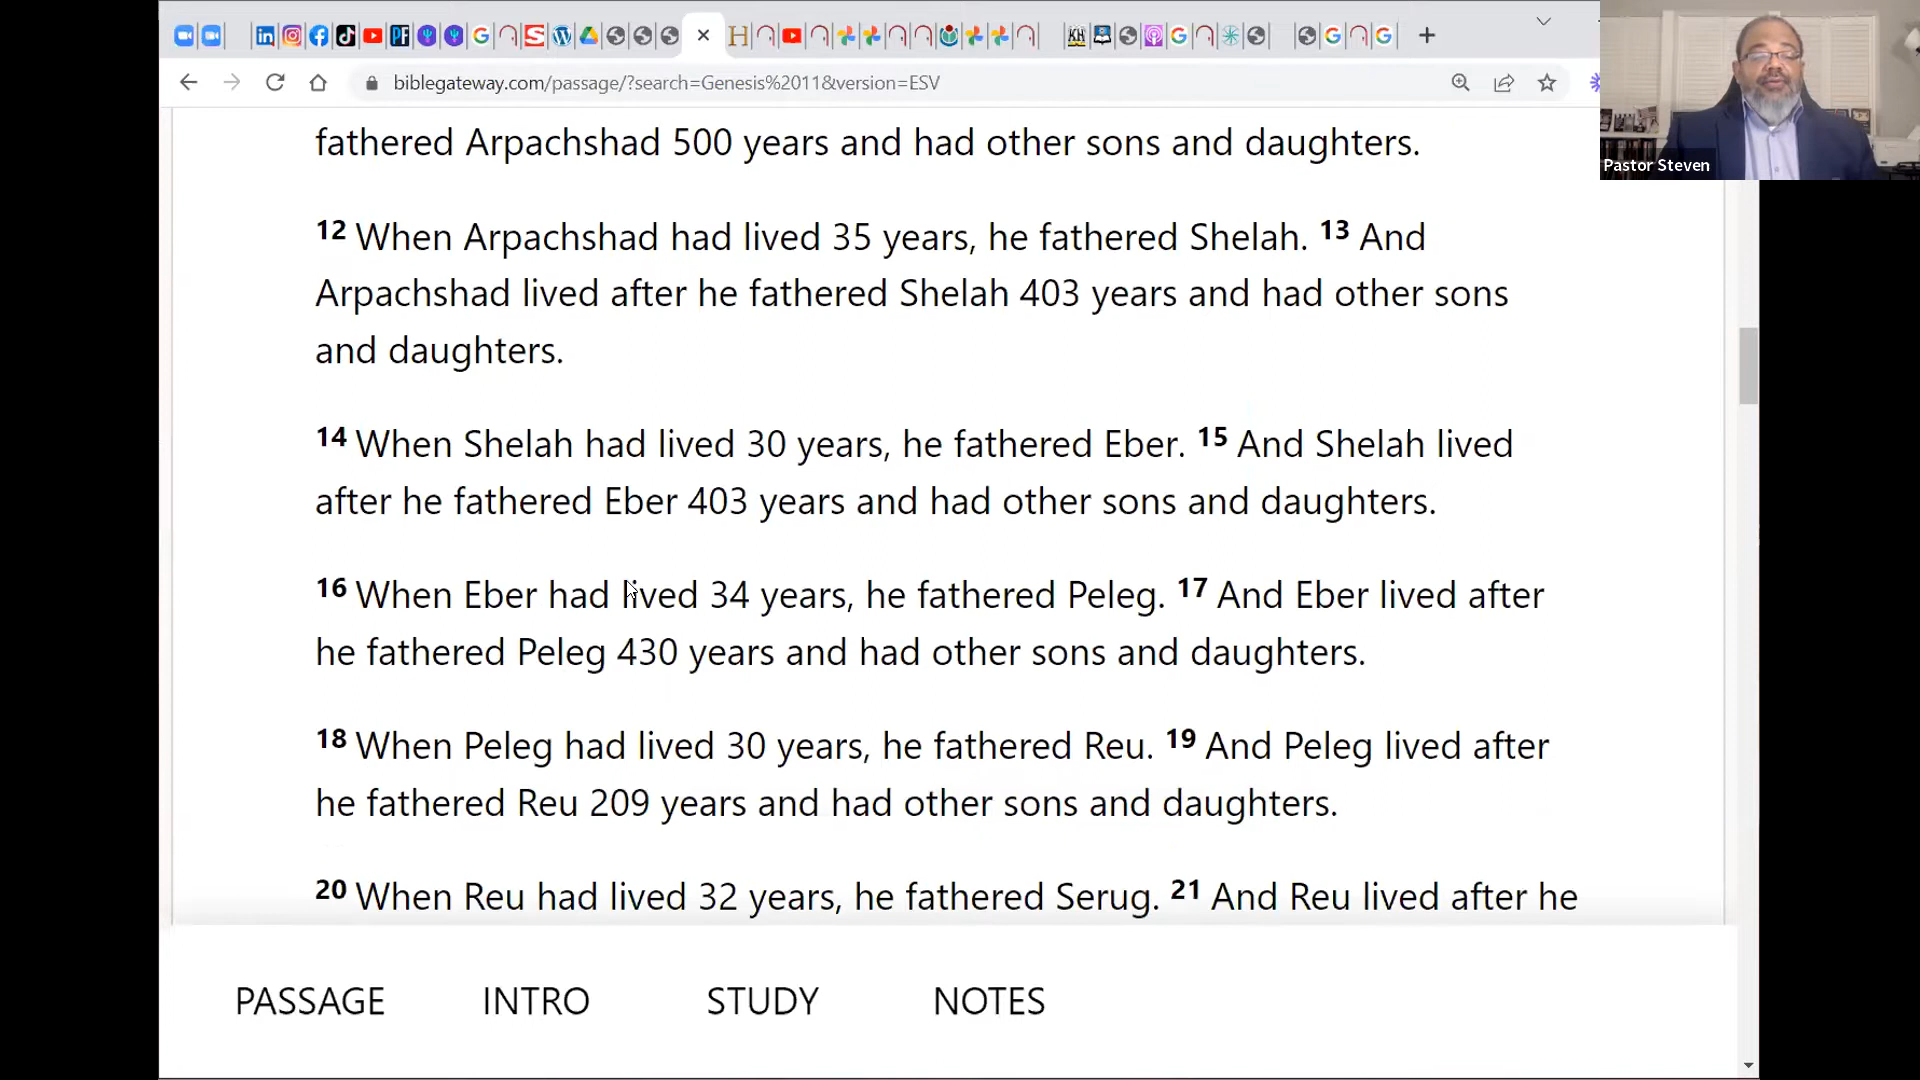 biblegateway.com/passage/?search=Genesis%2011&version=ESV
Pastor Steven
fathered Arpachshad 500 years and had other sons and daughters.
12 When Arpachshad had lived 35 years, he fathered Shelah. 13 And
Arpachshad lived after he fathered Shelah 403 years and had other sons
and daughters.
14 When Shelah had lived 30 years, he fathered Eber. 15 And Shelah lived
after he fathered Eber 403 years and had other sons and daughters.
16 When Eber had lived 34 years, he fathered Peleg. 17 And Eber lived after
he fathered Peleg 430 years and had other sons and daughters.
18 When Peleg had lived 30 years, he fathered Reu. 19 And Peleg lived after
he fathered Reu 209 years and had other sons and daughters.
20 When Reu had lived 32 years, he fathered Serug. 21 And Reu lived after he
PASSAGE INTRO STUDY NOTES